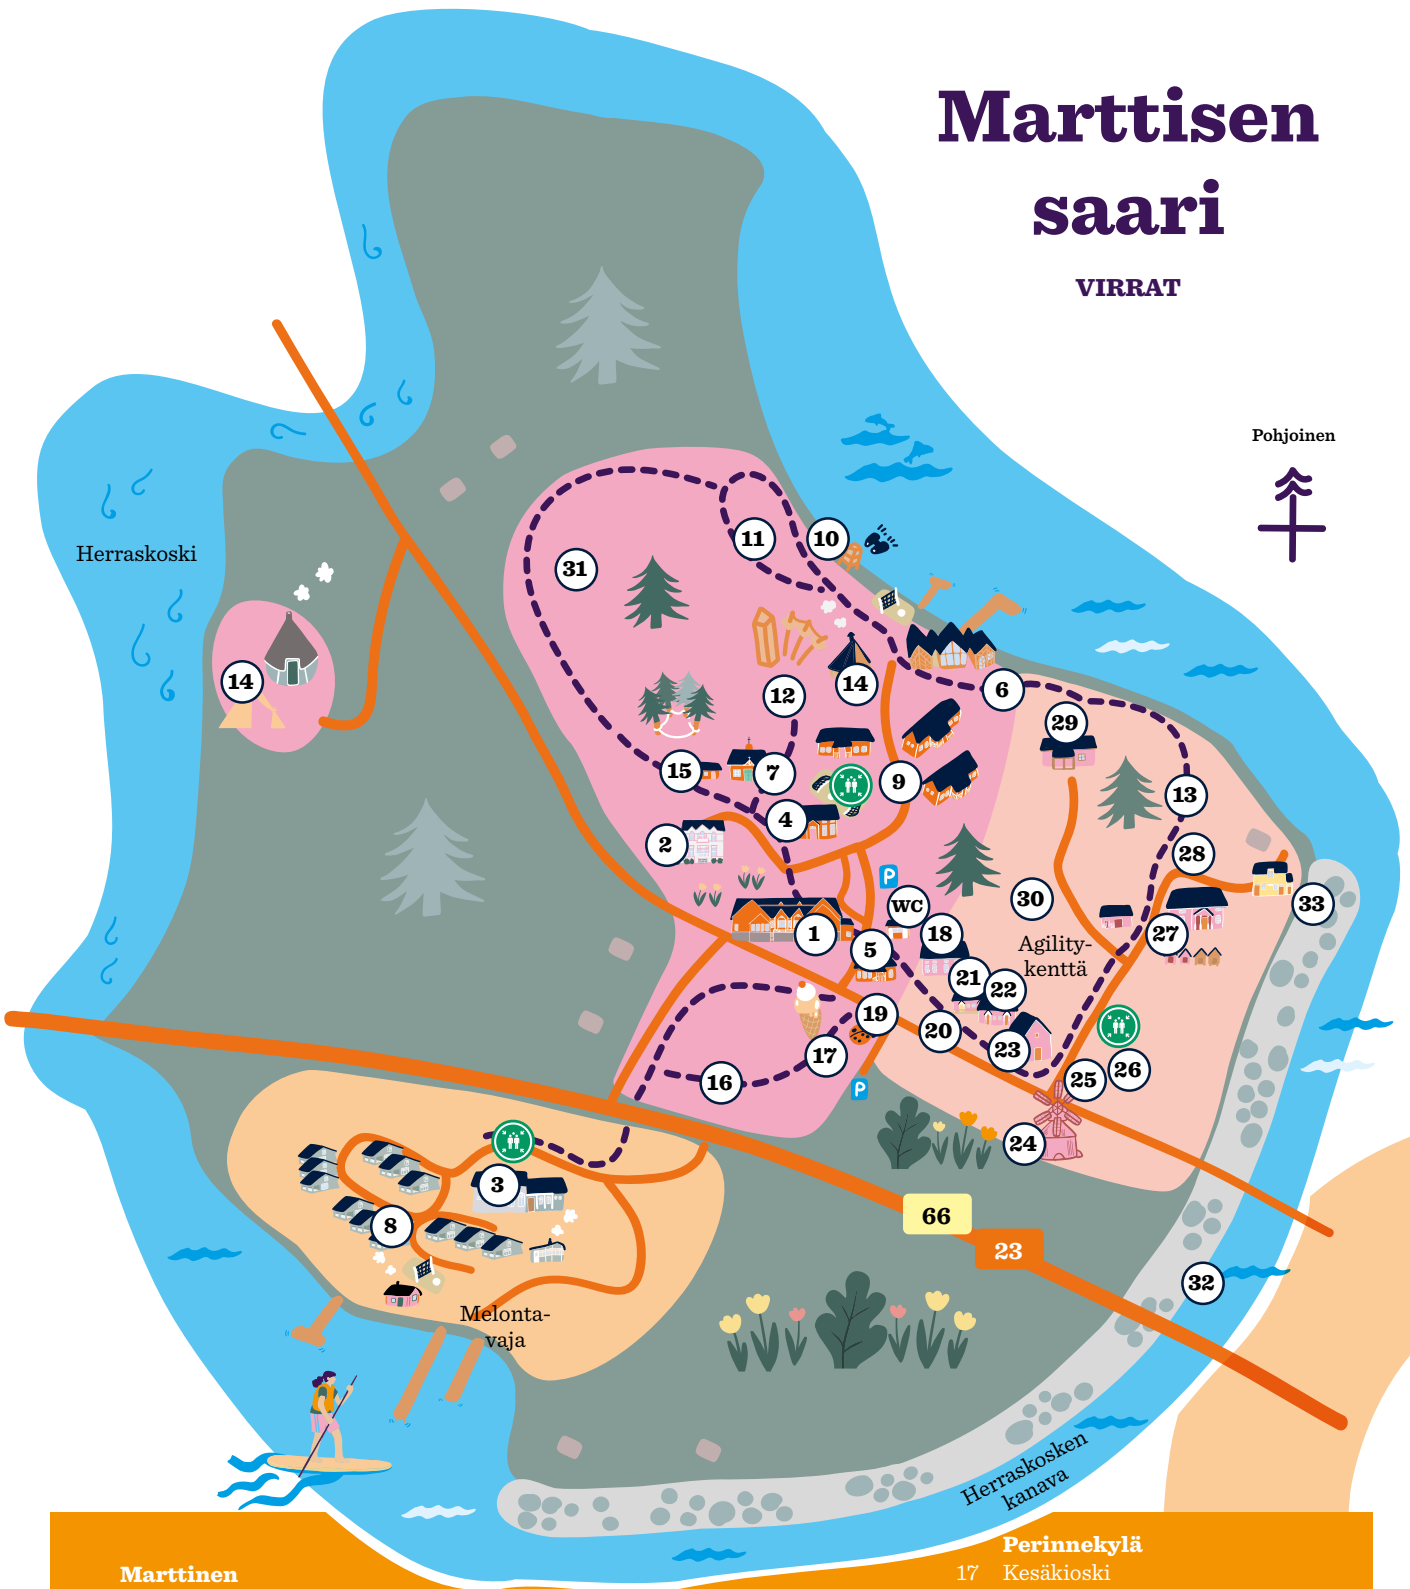 Marttisen
saari
VIRRAT
Pohjoinen
Herraskoski
11
10
31
14
12
14
6
29
15
7
9
13
4
2
28
P
30
WC
33
1
18
27
5
Agility-
kenttä
21
22
19
20
17
23
16
P
25
26
24
3
8
66
23
32
Melonta-
vaja
Herraskosken
kanava
Perinnekylä
17 Kesäkioski
Marttinen